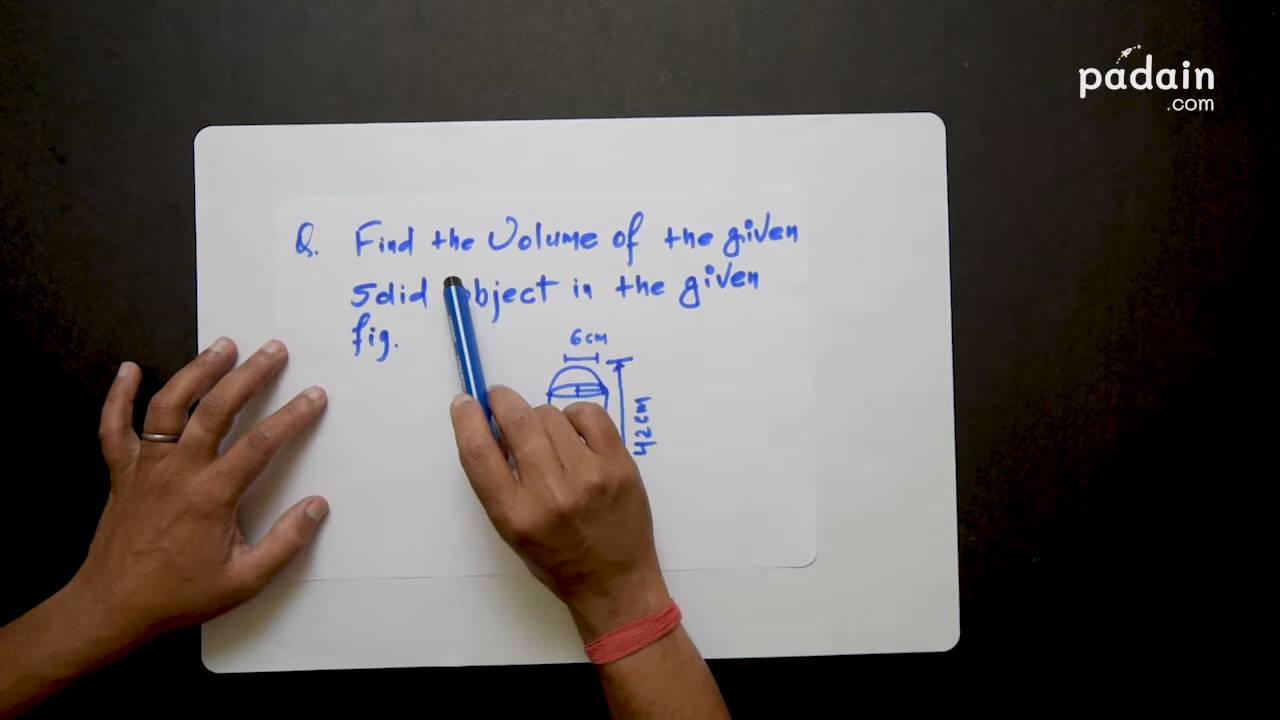 padain
.com
Q. Find the Volume of the given
Solid object in the given
fig.
6cm
42cm